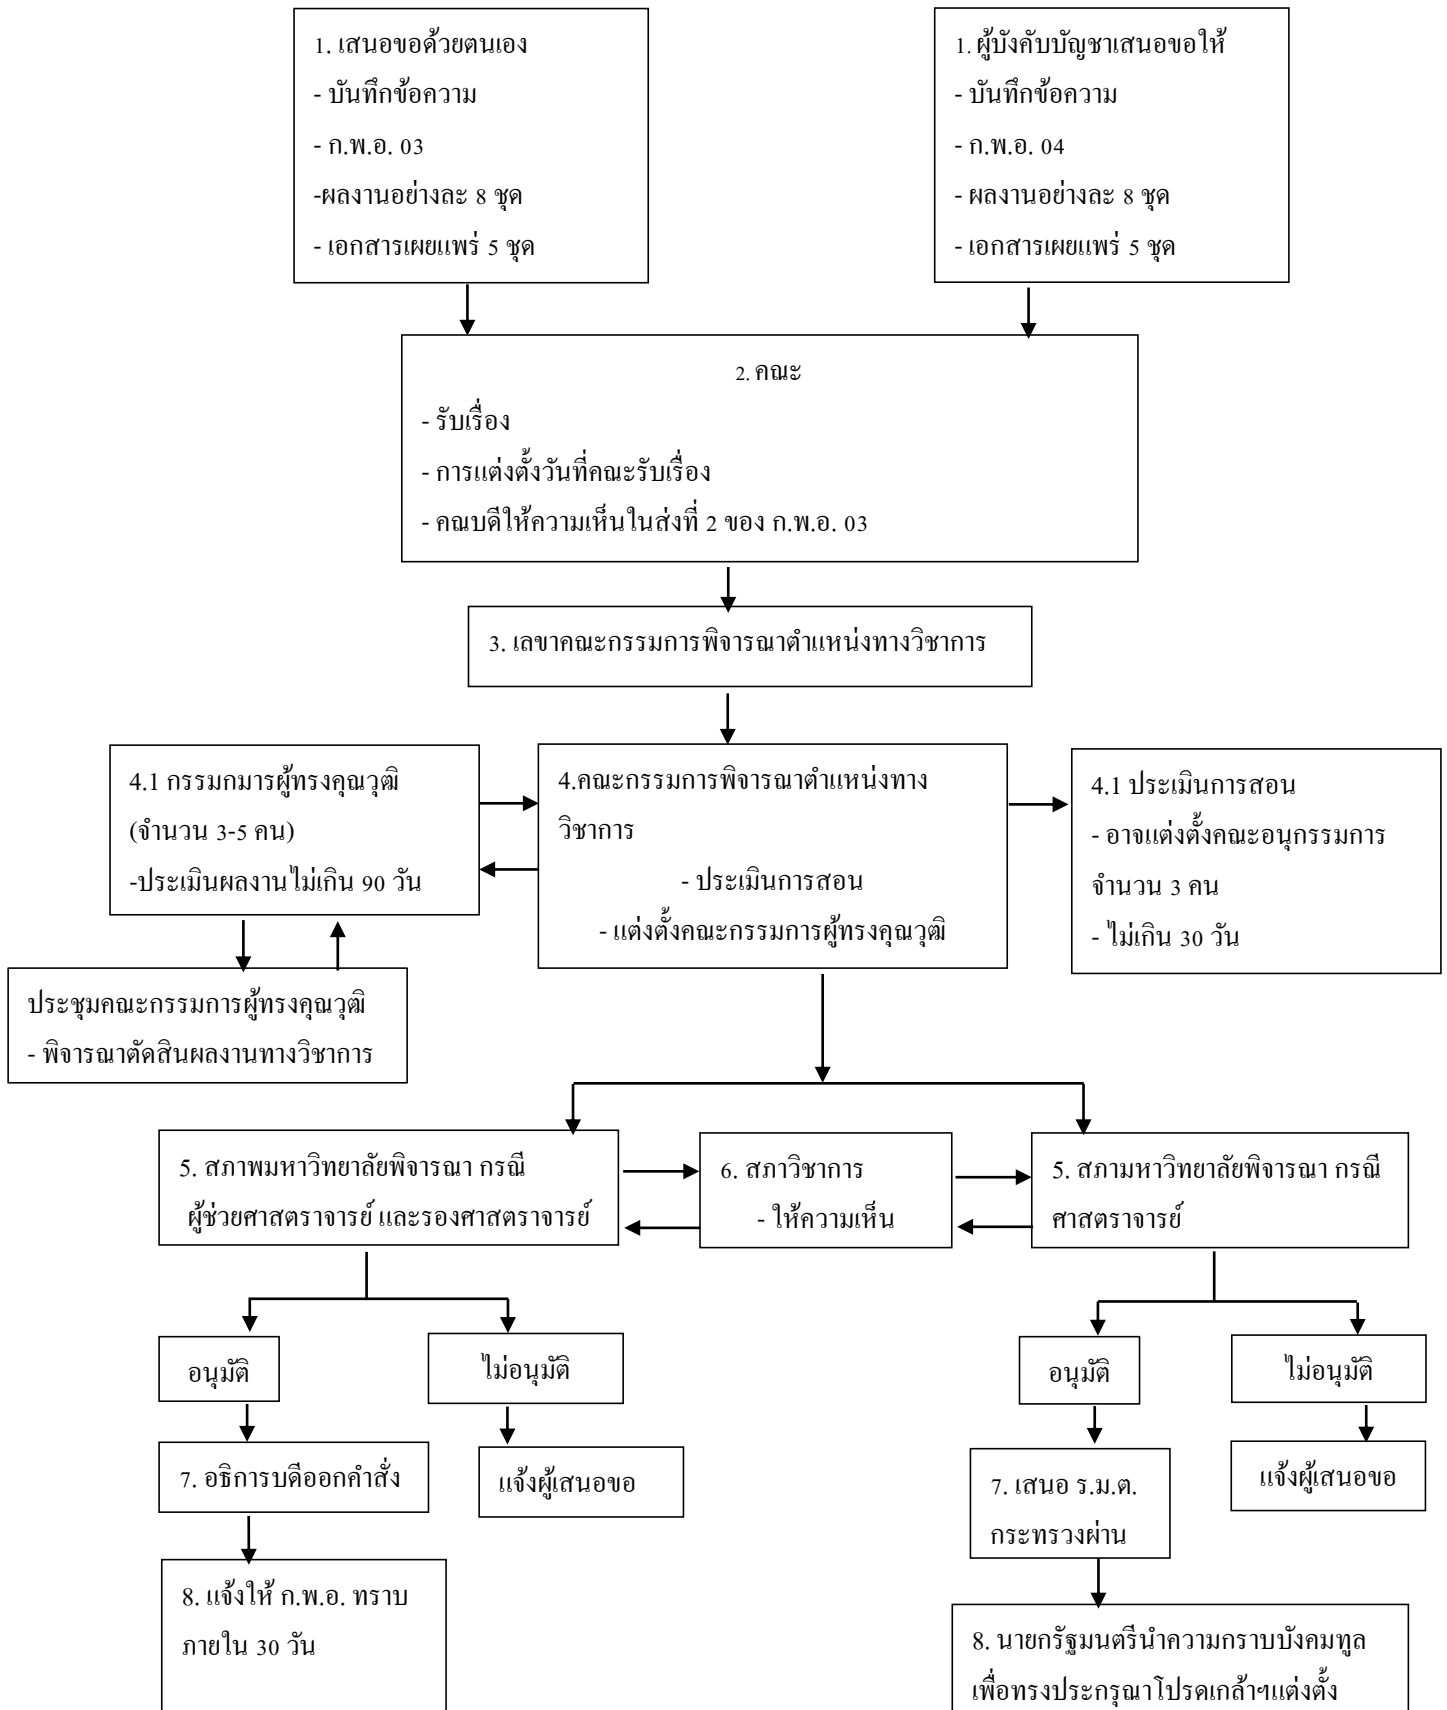 1. เสนอขอด้วยตนเอง
- บันทึกข้อความ
- ก.พ.อ. 03
-ผลงานอย่างละ 8 ชุด
- เอกสารเผยแพร่ 5 ชุด
1. ผู้บังคับบัญชาเสนอขอให้
- บันทึกข้อความ
- ก.พ.อ. 04
- ผลงานอย่างละ 8 ชุด
- เอกสารเผยแพร่ 5 ชุด
2. คณะ
- รับเรื่อง
- การแต่งตั้งวันที่คณะรับเรื่อง
- คณบดีให้ความเห็นในส่งที่ 2 ของ ก.พ.อ. 03
3. เลขาคณะกรรมการพิจารณาตำแหน่งทางวิชาการ
4.1 กรรมกมารผู้ทรงคุณวุฒิ
(จำนวน 3-5 คน)
-ประเมินผลงานไม่เกิน 90 วัน
4.คณะกรรมการพิจารณาตำแหน่งทาง
วิชาการ
- ประเมินการสอน
- แต่งตั้งคณะกรรมการผู้ทรงคุณวุฒิ
4.1 ประเมินการสอน
- อาจแต่งตั้งคณะอนุกรรมการ
จำนวน 3 คน
- ไม่เกิน 30 วัน
ประชุมคณะกรรมการผู้ทรงคุณวุฒิ
- พิจารณาตัดสินผลงานทางวิชาการ
5. สภาพมหาวิทยาลัยพิจารณา กรณี
ผู้ช่วยศาสตราจารย์ และรองศาสตราจารย์
6. สภาวิชาการ
- ให้ความเห็น
5. สภามหาวิทยาลัยพิจารณา กรณี
ศาสตราจารย์
อนุมัติ
ไม่อนุมัติ
อนุมัติ
ไม่อนุมัติ
7. อธิการบดีออกคำสั่ง
แจ้งผู้เสนอขอ
7. เสนอ ร.ม.ต.
กระทรวงผ่าน
แจ้งผู้เสนอขอ
8. แจ้งให้ ก.พ.อ. ทราบ
ภายใน 30 วัน
8. นายกรัฐมนตรีนำความกราบบังคมทูล
เพื่อทรงประกรุณาโปรดเกล้าฯแต่งตั้ง